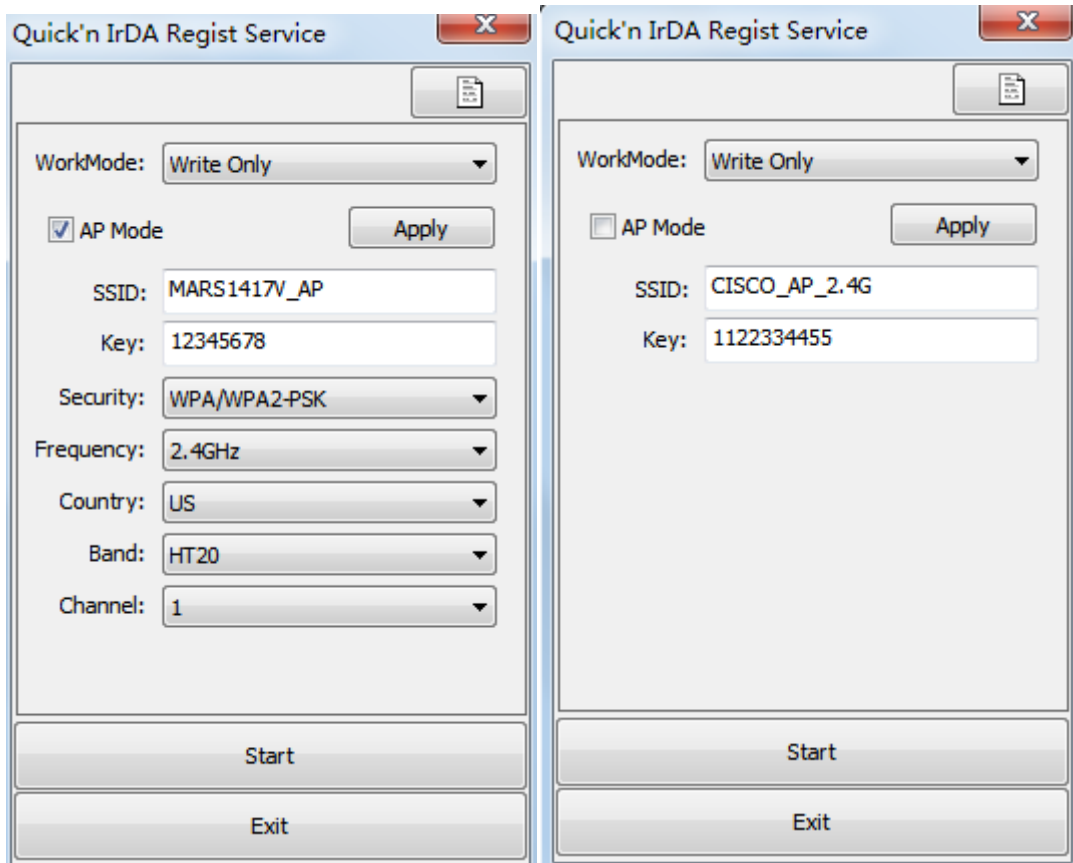 Quick'n IrDA Regist Service
WorkMode: Write Only
AP Mode Apply
SSID: MARS1417V_AP
Key: 12345678
Security: WPA/WPA2-PSK
Frequency: 2.4GHz
Country: US
Band: HT20
Channel: 1
Start
Exit
Quick'n IrDA Regist Service
WorkMode: Write Only
AP Mode Apply
SSID: CISCO_AP_2.4G
Key: 1122334455
Start
Exit